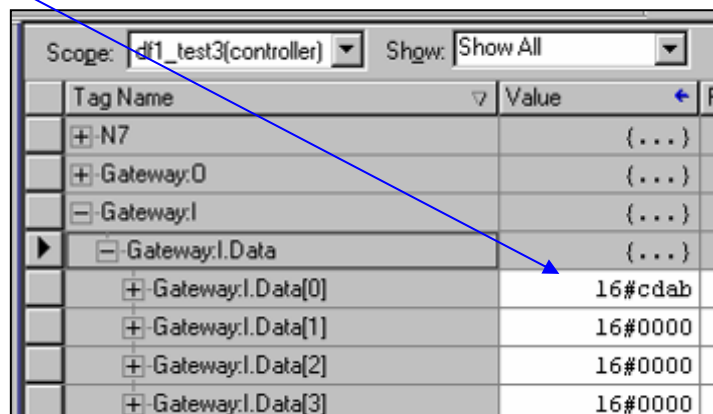 Scope: df1_test3(controller) Show: Show All
Tag Name Value
N7 {...}
Gateway:O {...}
Gateway:I {...}
Gateway:I.Data {...}
Gateway:I.Data[0] 16#cdab
Gateway:I.Data[1] 16#0000
Gateway:I.Data[2] 16#0000
Gateway:I.Data[3] 16#0000